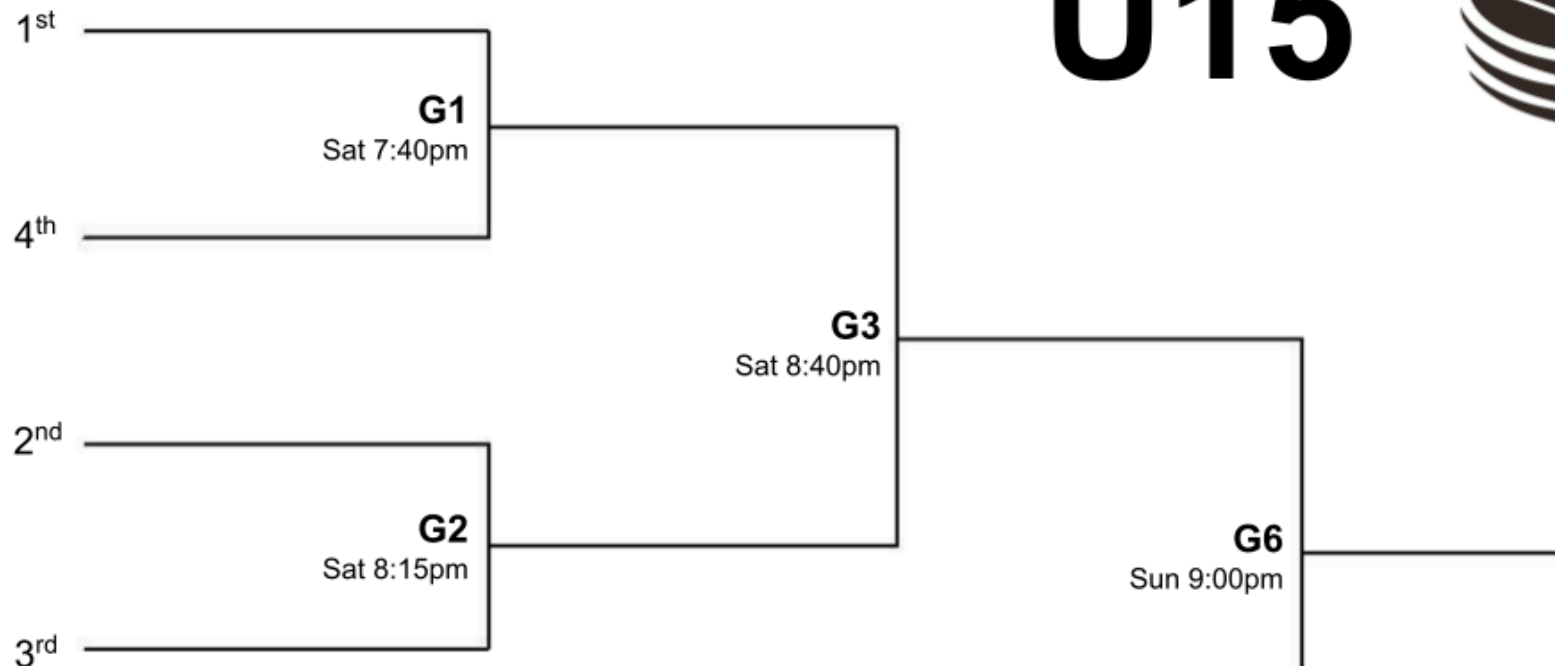 1st
U15
G1
Sat 7:40pm
4th
G3
Sat 8:40pm
2nd
G2
Sat 8:15pm
G6
Sun 9:00pm
3rd